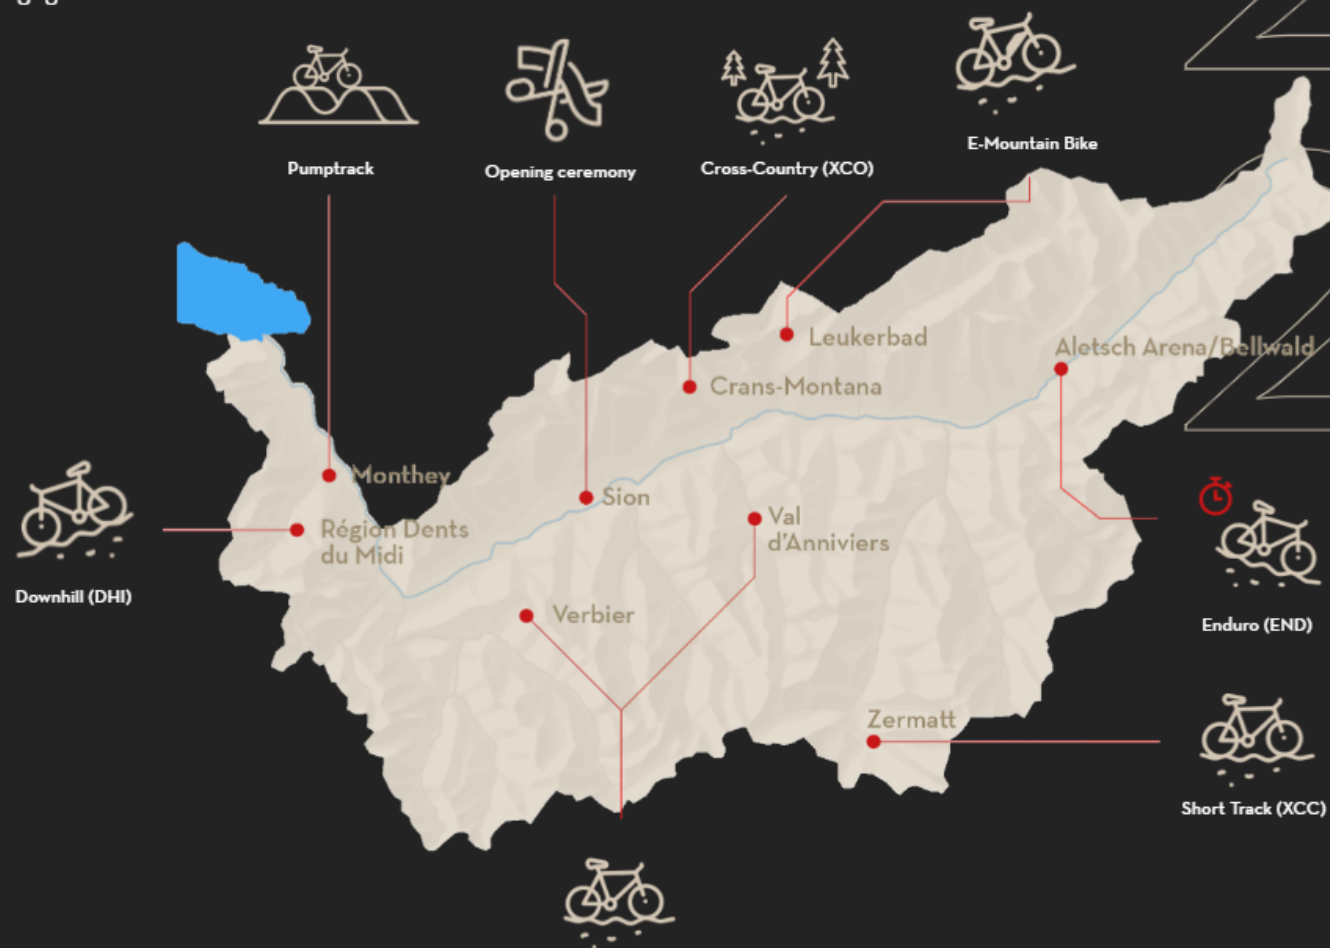 E-Mountain Bike
Pumptrack
Opening ceremony
Cross-Country (XCO)
Leukerbad
Aletsch Arena/Bellwald
Crans-Montana
Monthey
Sion
Val
d'Anniviers
Région Dents
du Midi
Downhill (DHI)
Verbier
Enduro (END)
Zermatt
Short Track (XCC)